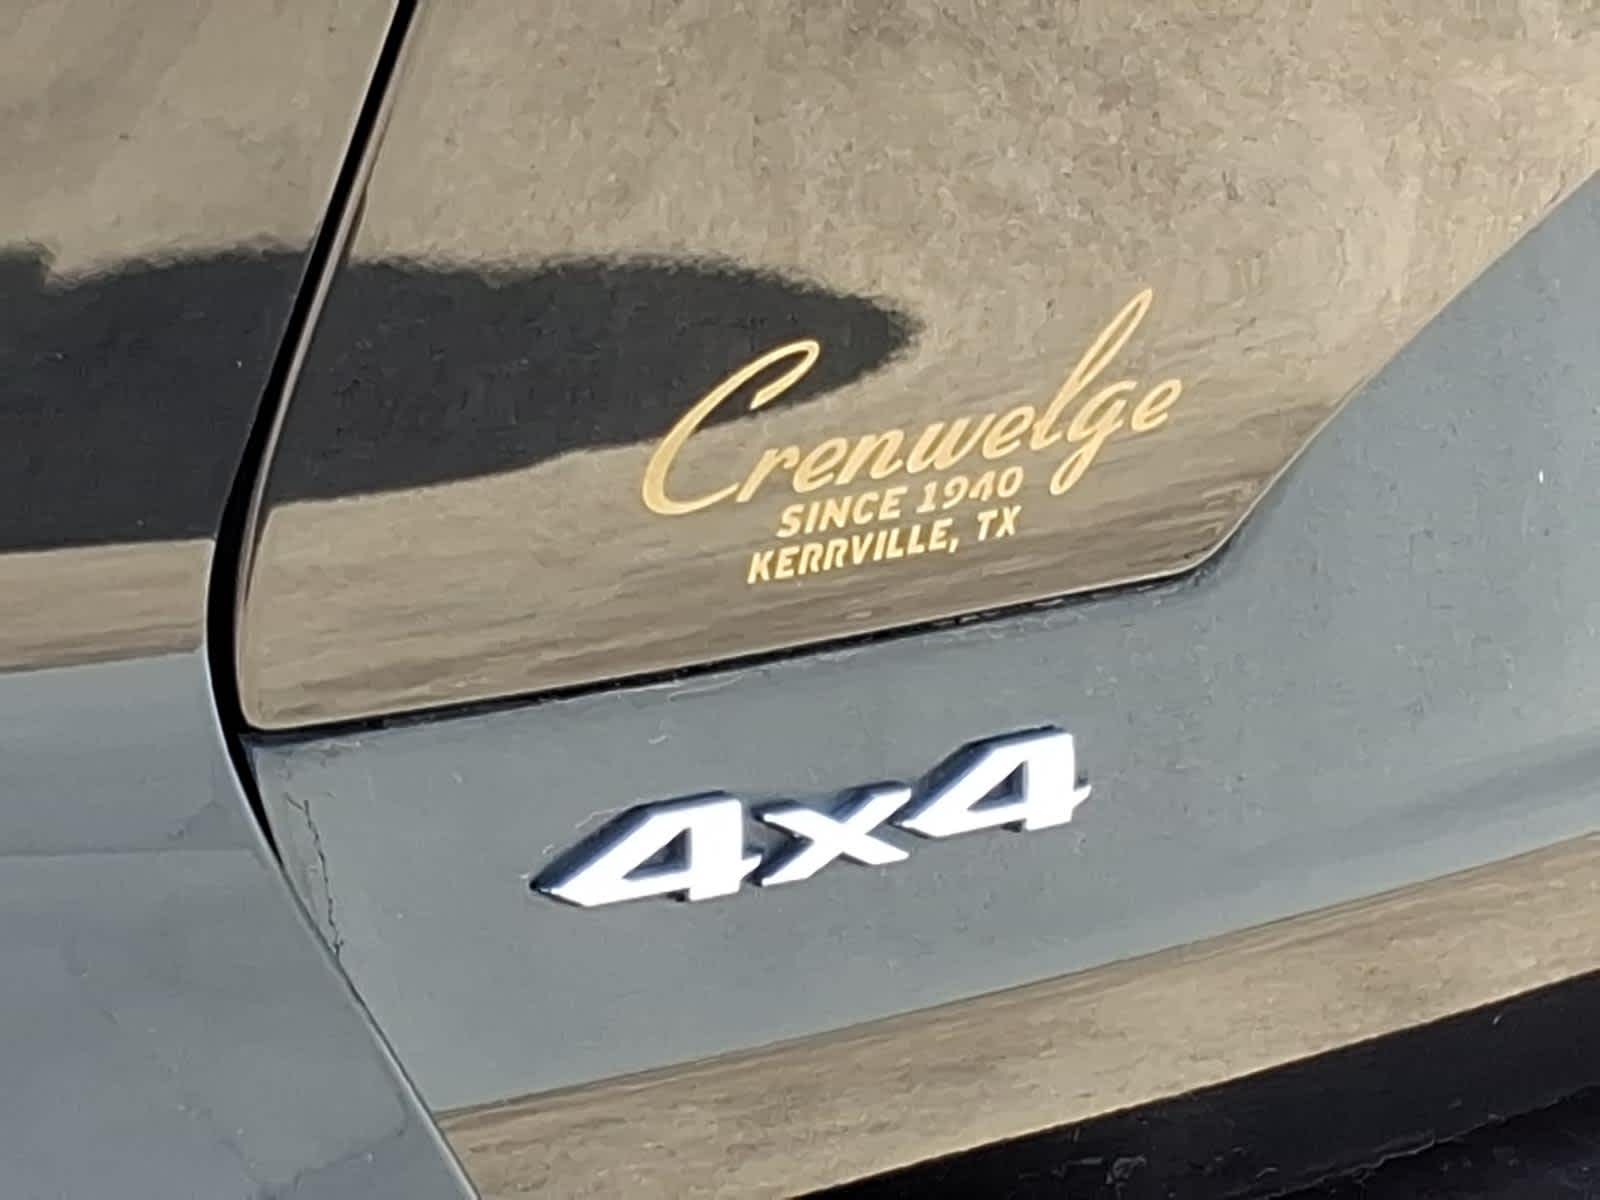 Crenwelge
SINCE 1940
KERRVILLE, TX
4x4